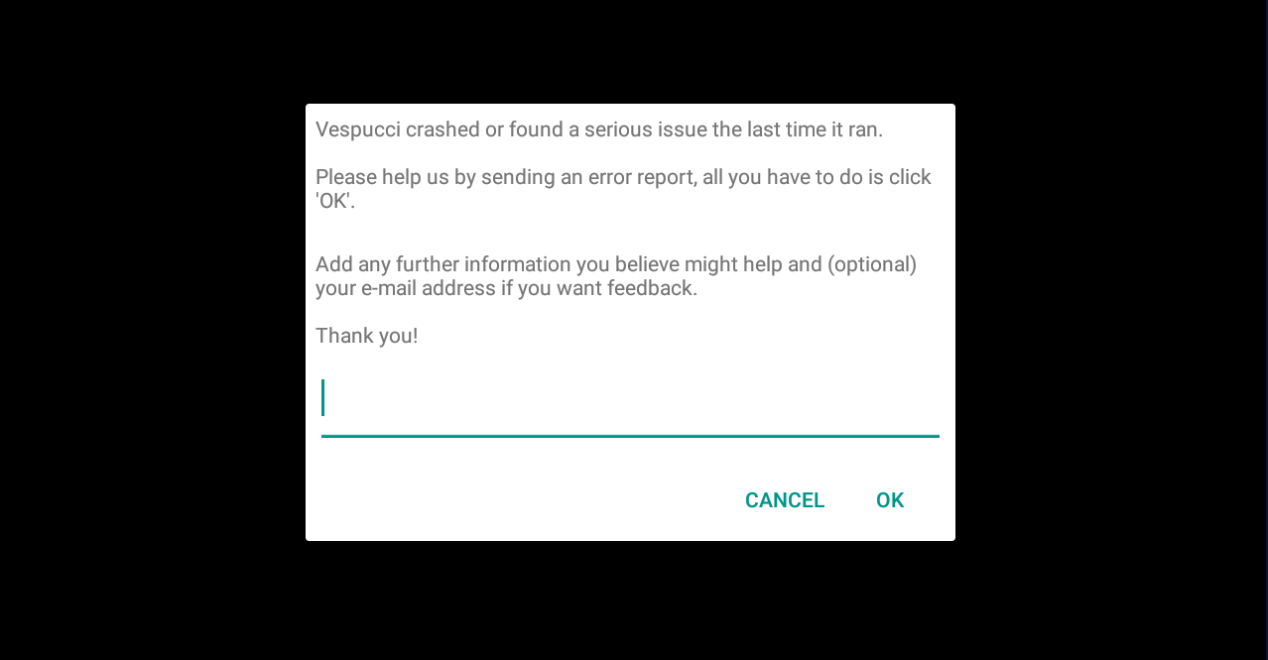 Vespucci crashed or found a serious issue the last time it ran.
Please help us by sending an error report, all you have to do is click
'OK'.
Add any further information you believe might help and (optional)
your e-mail address if you want feedback.
Thank you!
CANCEL OK